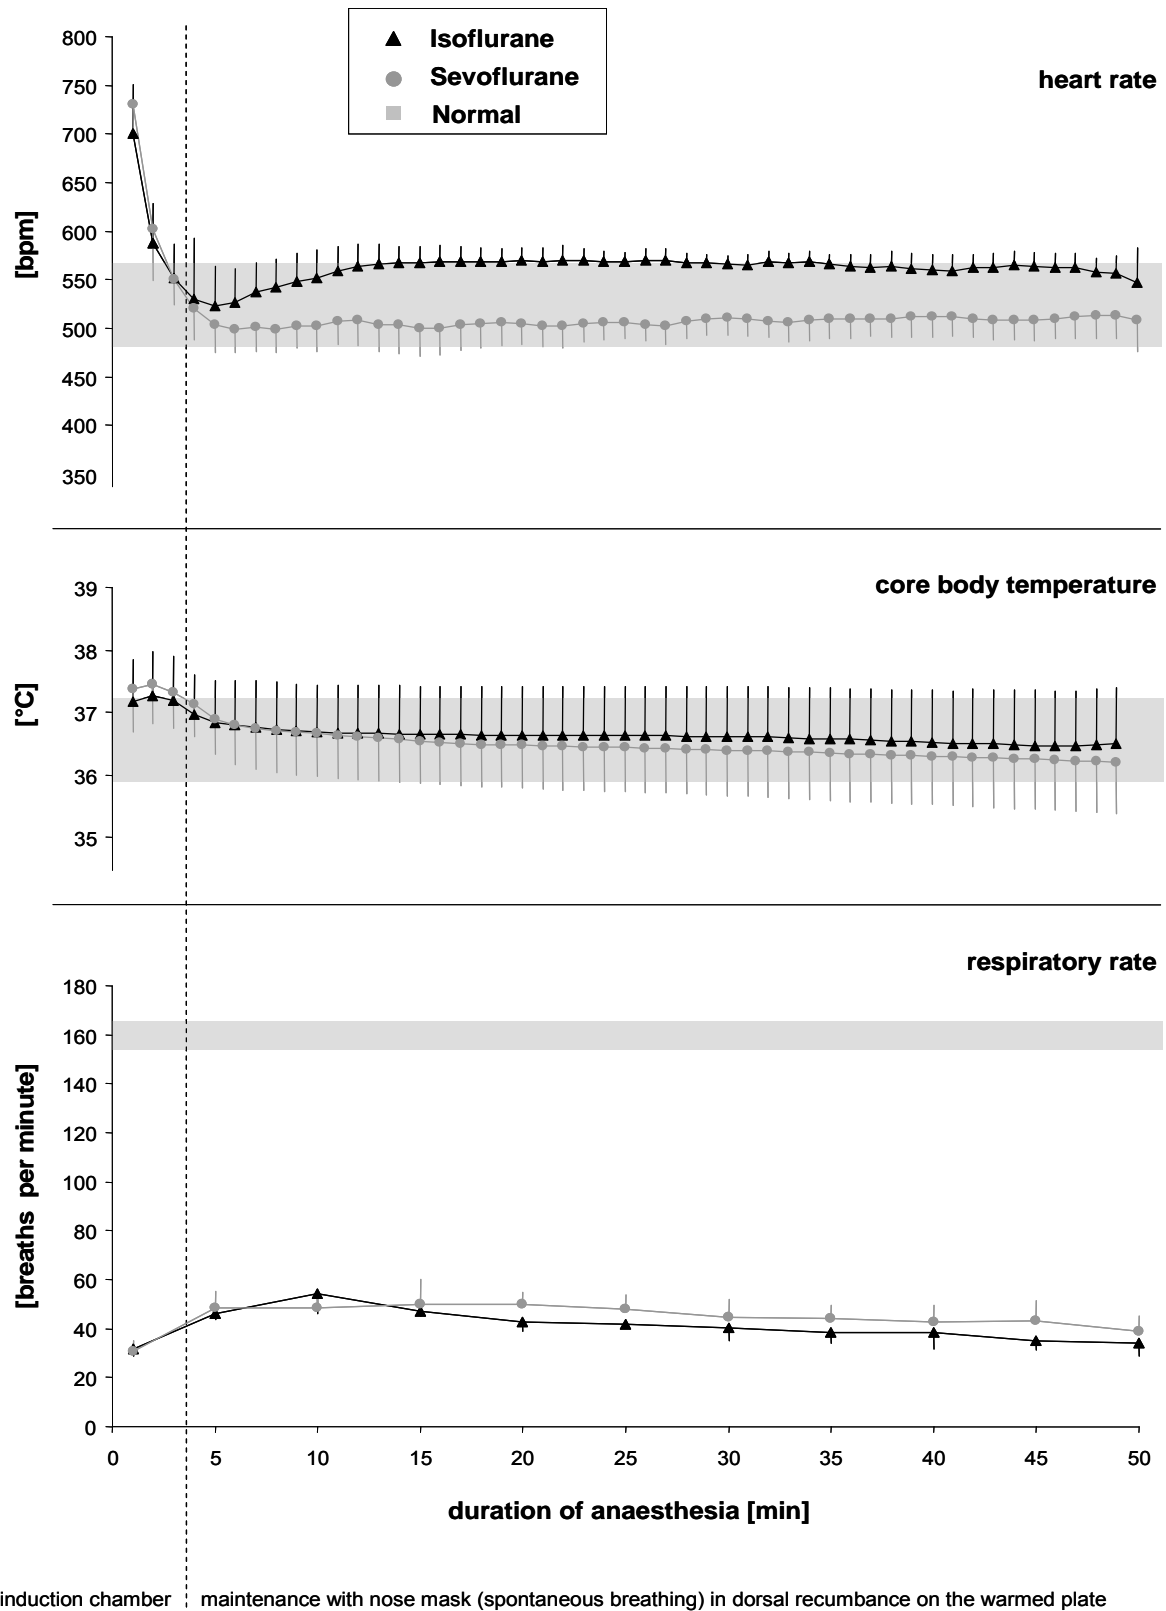 Isoflurane
Sevoflurane
Normal
heart rate
800
750
700
650
600
550
500
450
400
350
[bpm]
core body temperature
39
38
37
36
35
[°C]
respiratory rate
180
160
140
120
100
80
60
40
20
0
[breaths per minute]
0 5 10 15 20 25 30 35 40 45 50
duration of anaesthesia [min]
induction chamber maintenance with nose mask (spontaneous breathing) in dorsal recumbance on the warmed plate